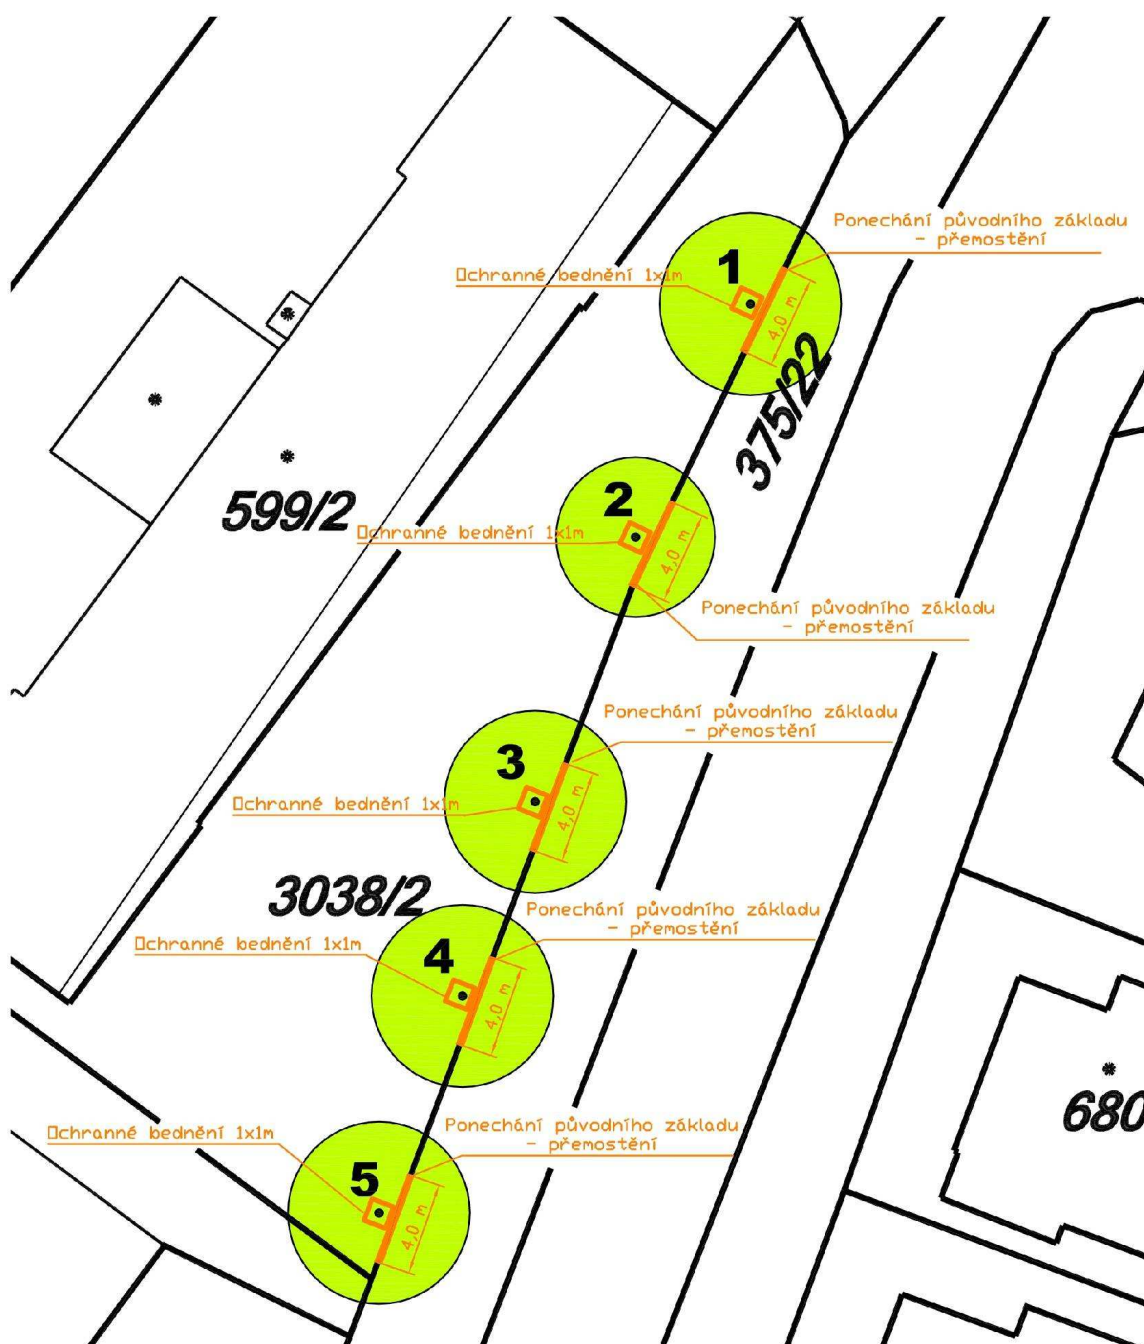 Ponechání původního základu
- přemostění
1
Ochranné bednění 1x1m
4,0 m
375/22
599/2
2
Ochranné bednění 1x1m
4,0 m
Ponechání původního základu
- přemostění
Ponechání původního základu
- přemostění
3
Ochranné bednění 1x1m
4,0 m
3038/2
Ponechání původního základu
- přemostění
4
Ochranné bednění 1x1m
4,0 m
680
Ponechání původního základu
- přemostění
Ochranné bednění 1x1m
5
4,0 m